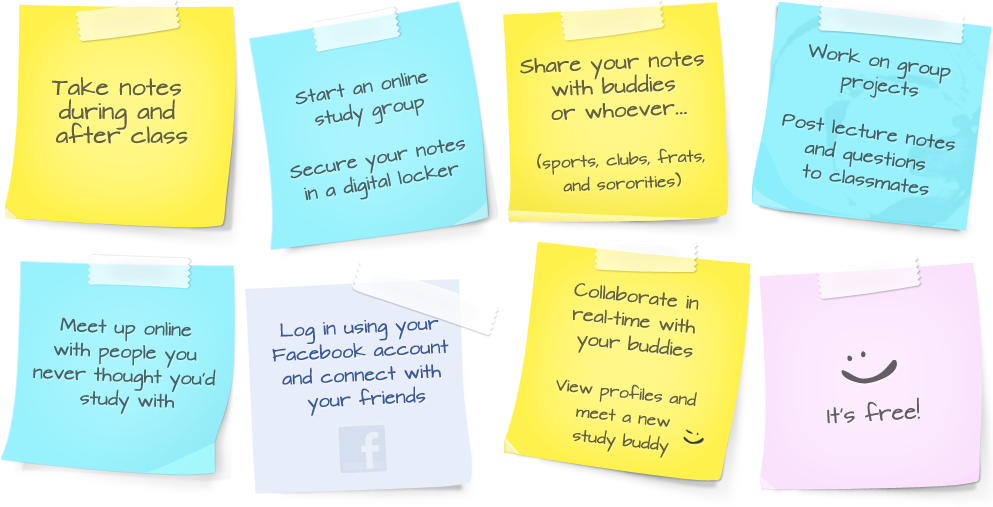 Take notes
during and
after class
Start an online
study group
Secure your notes
in a digital locker
Share your notes
with buddies
or whoever...
(sports, clubs, frats,
and sororities)
Work on group
projects
Post lecture notes
and questions
to classmates
Meet up online
with people you
never thought you'd
study with
Log in using your
Facebook account
and connect with
your friends
f
Collaborate in
real-time with
your buddies
View profiles and
meet a new
study buddy
It's free!